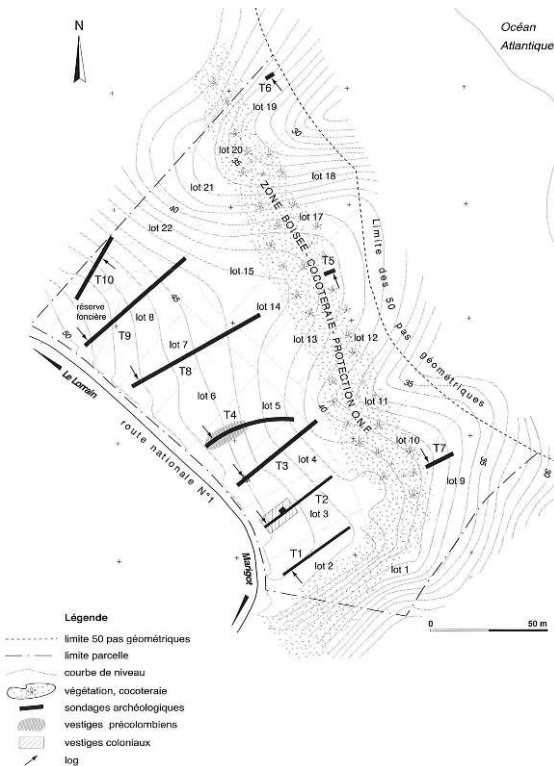 Océan
Atlantique
N
T6
lot 19
30
lot 20
35
lot 18
lot 21
ZONE BOISEE - COCOTERAIE - PROTECTION O.N.F.
40
lot 17
Limite des 50 pas géométriques
lot 22
T5
lot 15
T10
45
réserve
foncière
lot 8
lot 14
50
T9
lot 7
lot 13
lot 12
T8
Le Lorrain
35
lot 6
lot 11
T4
lot 5
40
route nationale N°1
lot 10
T7
lot 4
T3
lot 9
35
30
T2
lot 3
T1
lot 2
lot 1
Marigot
0
50 m
Légende
limite 50 pas géométriques
limite parcelle
courbe de niveau
végétation, cocoteraie
sondages archéologiques
vestiges précolombiens
vestiges coloniaux
log